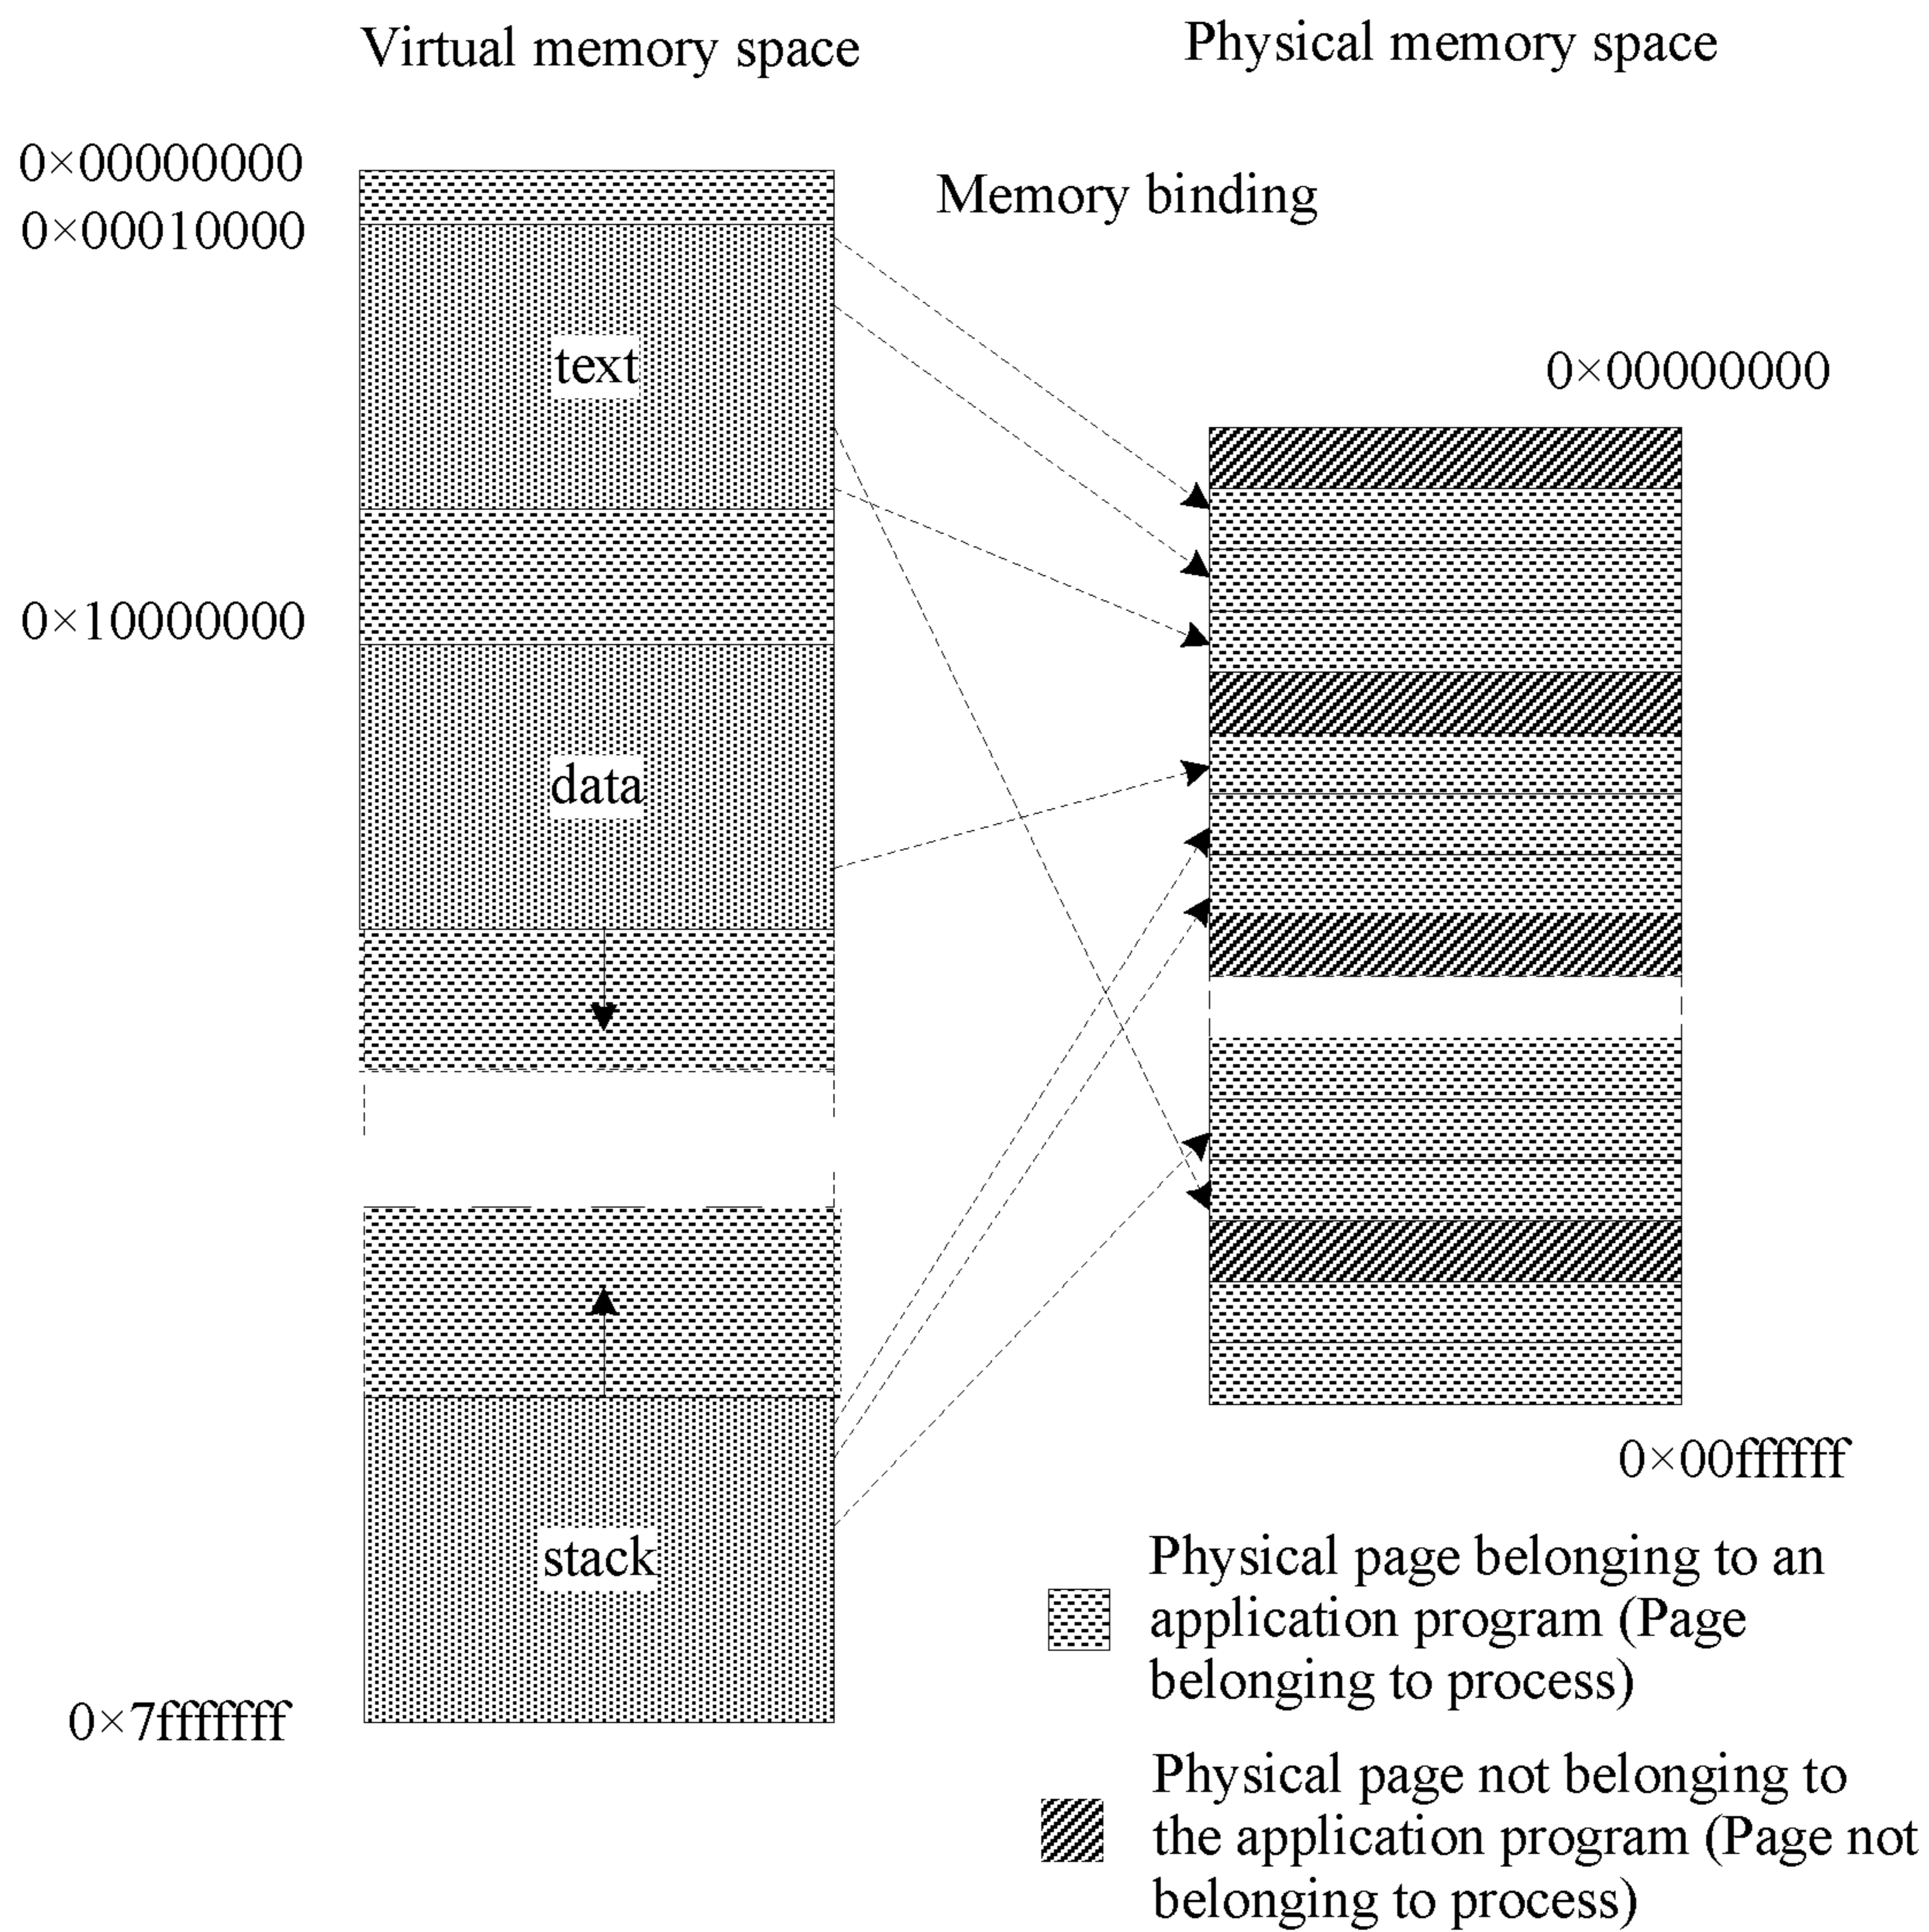 Virtual memory space
Physical memory space
0×00000000
Memory binding
0×00010000
text
0×00000000
0×10000000
data
0×00ffffff
Physical page belonging to an
application program (Page
belonging to process)
stack
0×7fffffff
Physical page not belonging to
the application program (Page not
belonging to process)